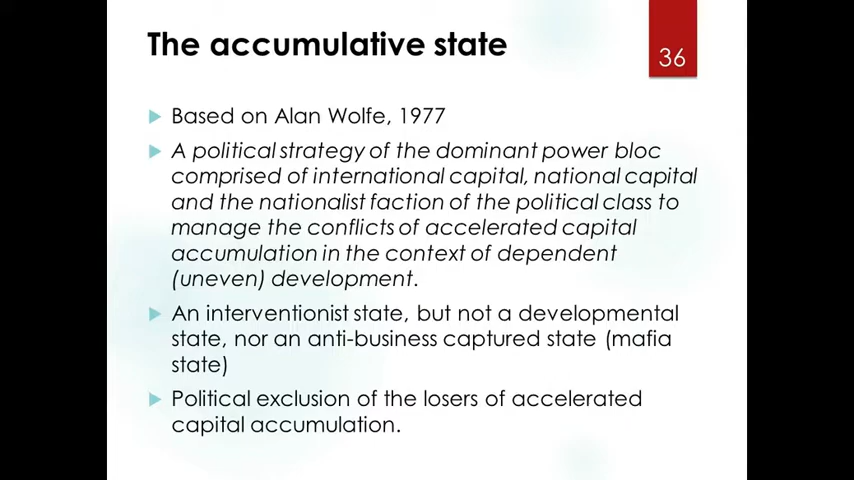 The accumulative state
36
Based on Alan Wolfe, 1977
A political strategy of the dominant power bloc
comprised of international capital, national capital
and the nationalist faction of the political class to
manage the conflicts of accelerated capital
accumulation in the context of dependent
(uneven) development.
An interventionist state, but not a developmental
state, nor an anti-business captured state (mafia
state)
Political exclusion of the losers of accelerated
capital accumulation.